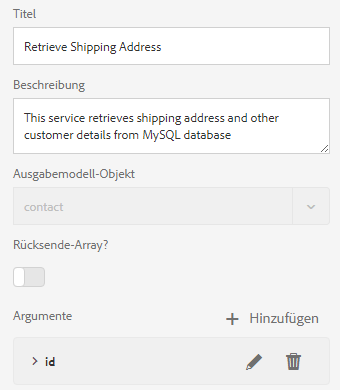 Titel
Retrieve Shipping Address
Beschreibung
This service retrieves shipping address and other
customer details from MySQL database
Ausgabemodell-Objekt
contact
Rücksende-Array?
Argumente
Hinzufügen
id